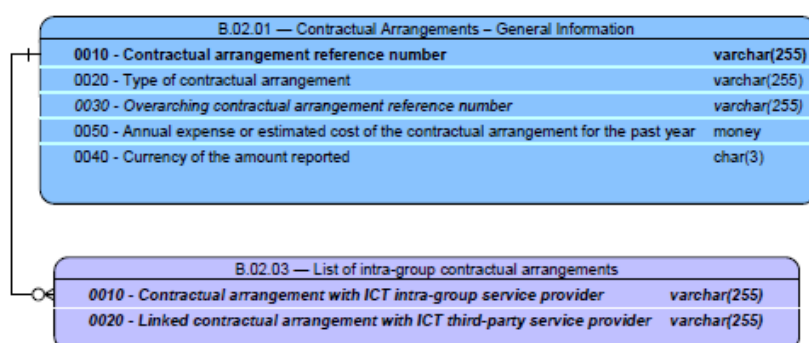 B.02.01 — Contractual Arrangements – General Information
0010 - Contractual arrangement reference number varchar(255)
0020 - Type of contractual arrangement varchar(255)
0030 - Overarching contractual arrangement reference number varchar(255)
0050 - Annual expense or estimated cost of the contractual arrangement for the past year money
0040 - Currency of the amount reported char(3)
B.02.03 — List of intra-group contractual arrangements
0010 - Contractual arrangement with ICT intra-group service provider varchar(255)
0020 - Linked contractual arrangement with ICT third-party service provider varchar(255)